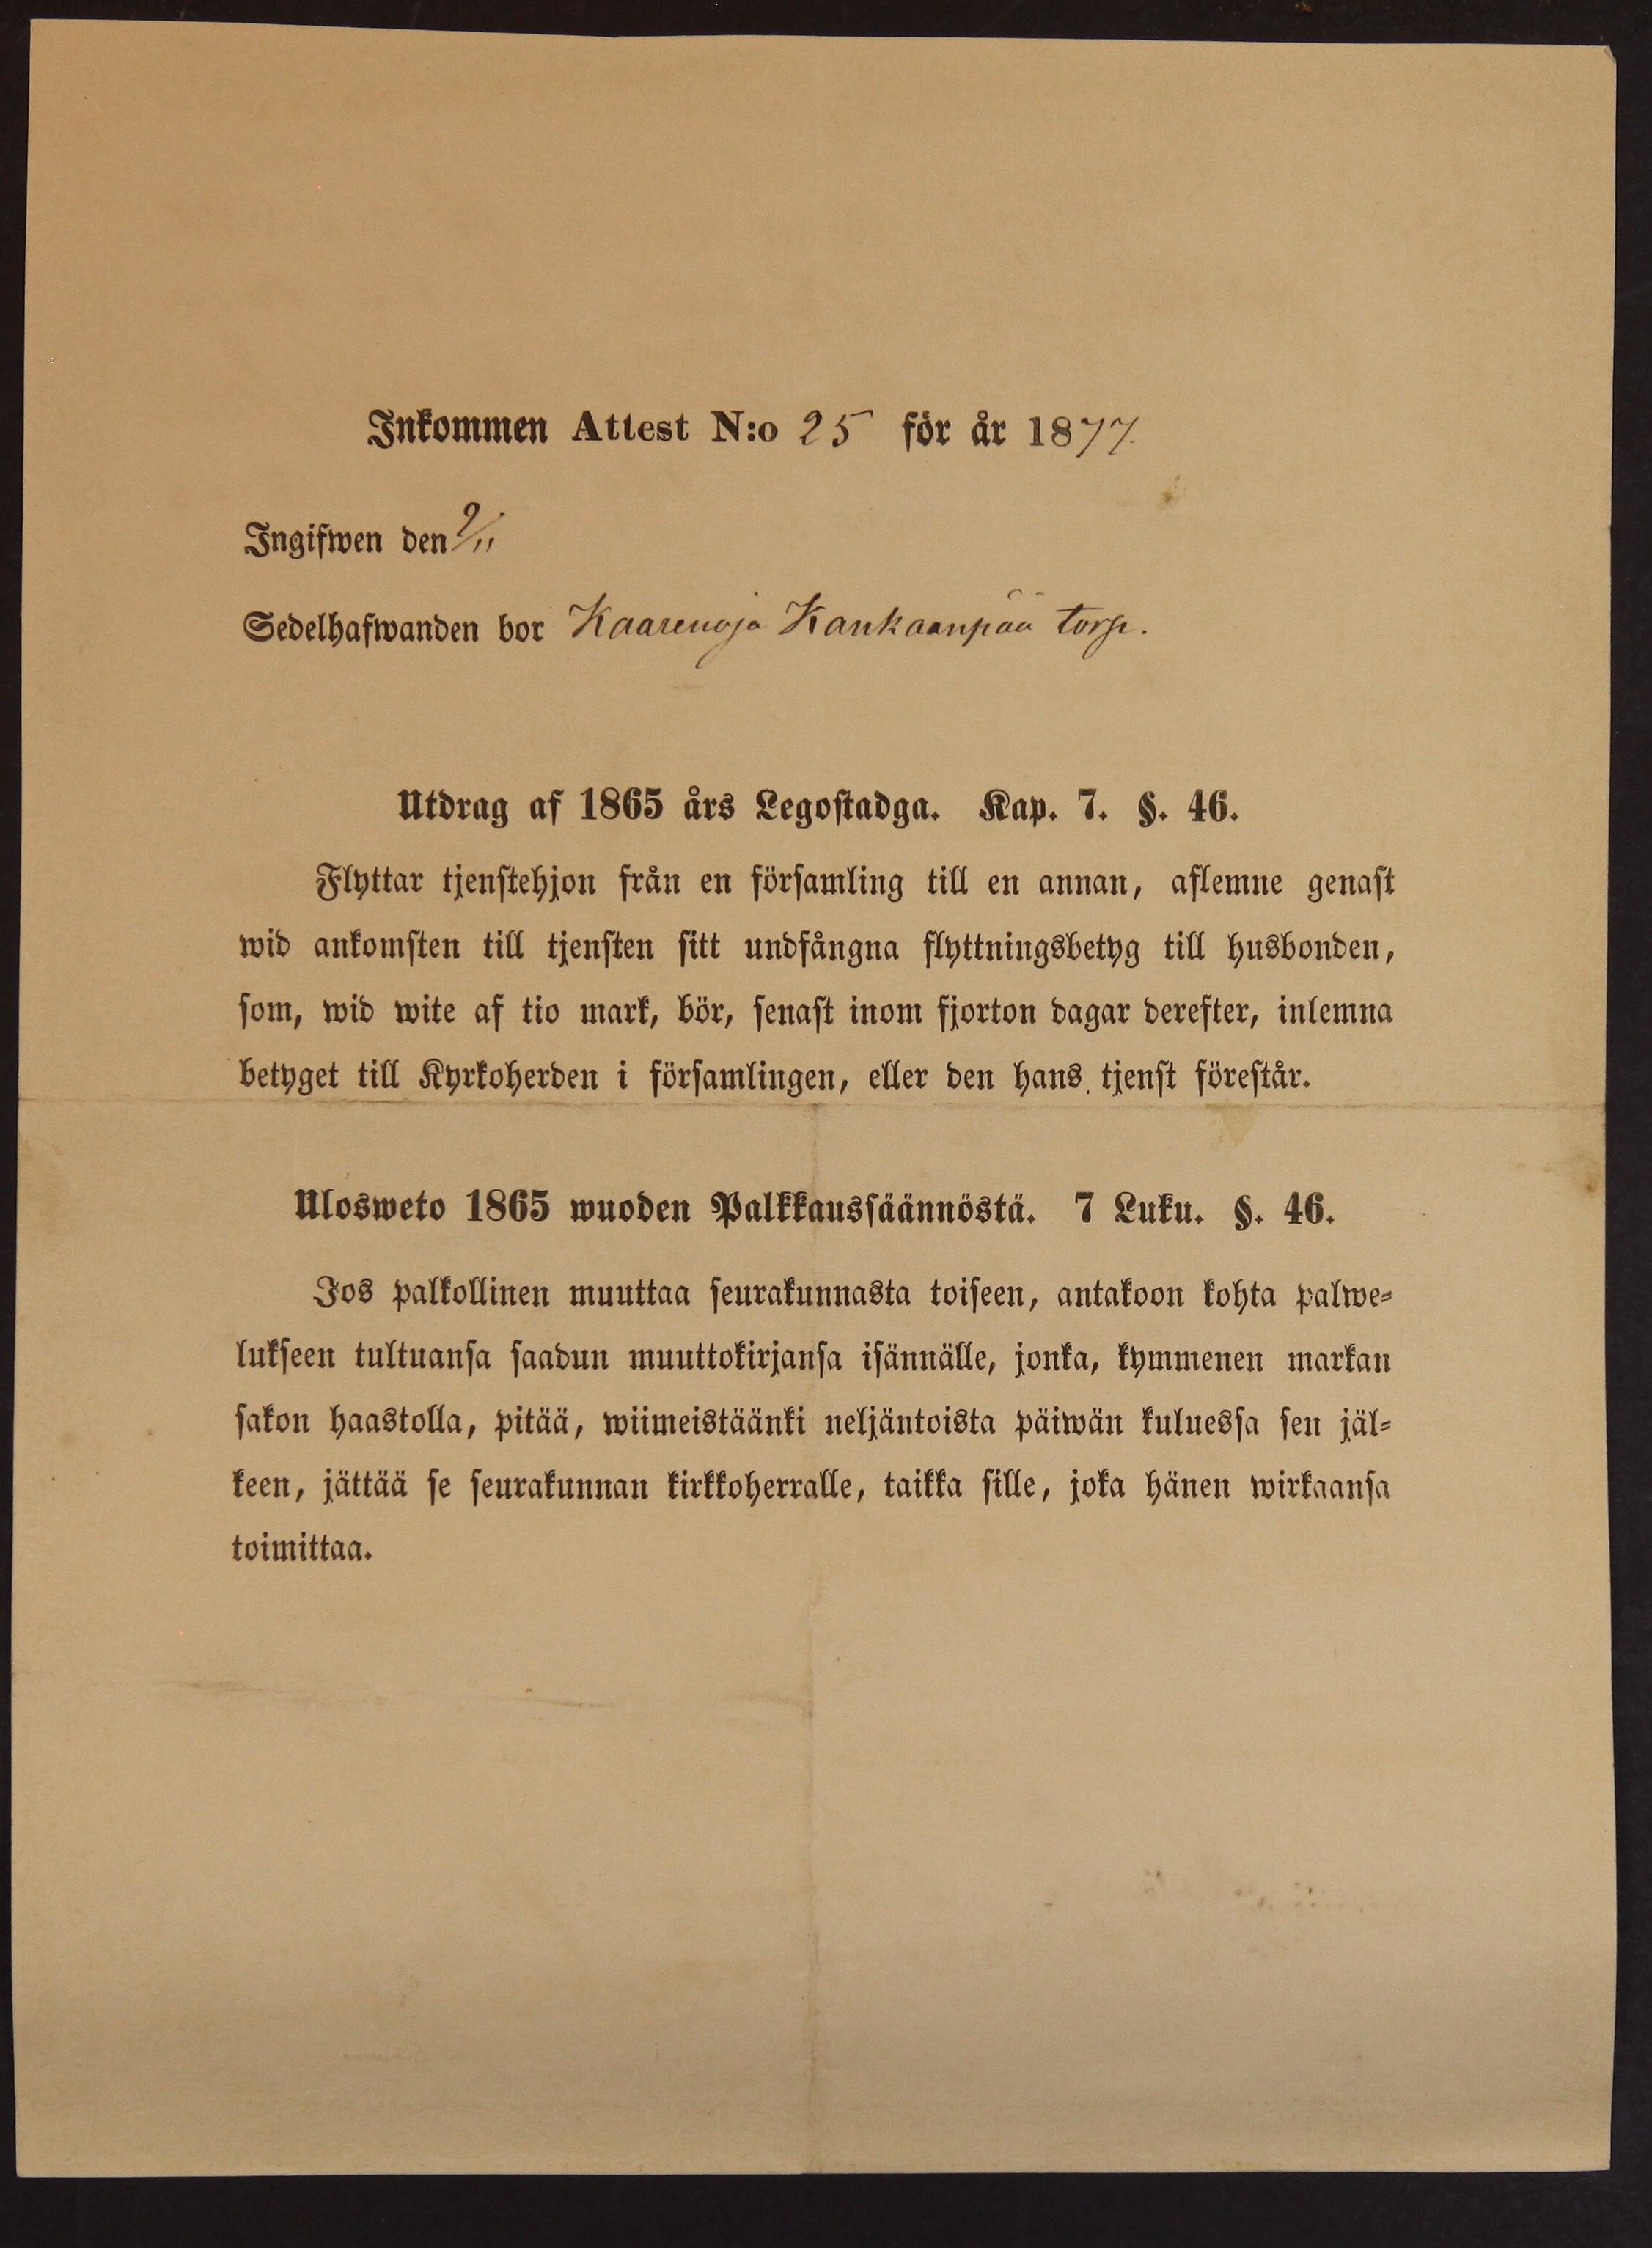 Inkommen Attest N:o 25 för år 1877.
Ingifwen den 9/11
Sedelhafwanden bor Kaarenoja Kankaanpää torp.
Utdrag af 1865 års Legostadga. Kap. 7. §. 46.
Flyttar tjenstehjon från en församling till en annan, aflemne genast
wid ankomsten till tjensten sitt undfångna flyttningsbetyg till husbonden,
som, wid wite af tio mark, bör, senast inom fjorton dagar derefter, inlemna
betyget till Kyrkoherden i församlingen, eller den hans tjenst förestår.
Ulosweto 1865 wuoden Palkkaussäännöstä. 7 Luku. §. 46.
Jos palkollinen muuttaa seurakunnasta toiseen, antakoon kohta palwe=
lukseen tultuansa saadun muuttokirjansa isännälle, jonka, kymmenen markan
sakon haastolla, pitää, wiimeistäänki neljäntoista päiwän kuluessa sen jäl=
keen, jättää se seurakunnan kirkkoherralle, taikka sille, joka hänen wirkaansa
toimittaa.